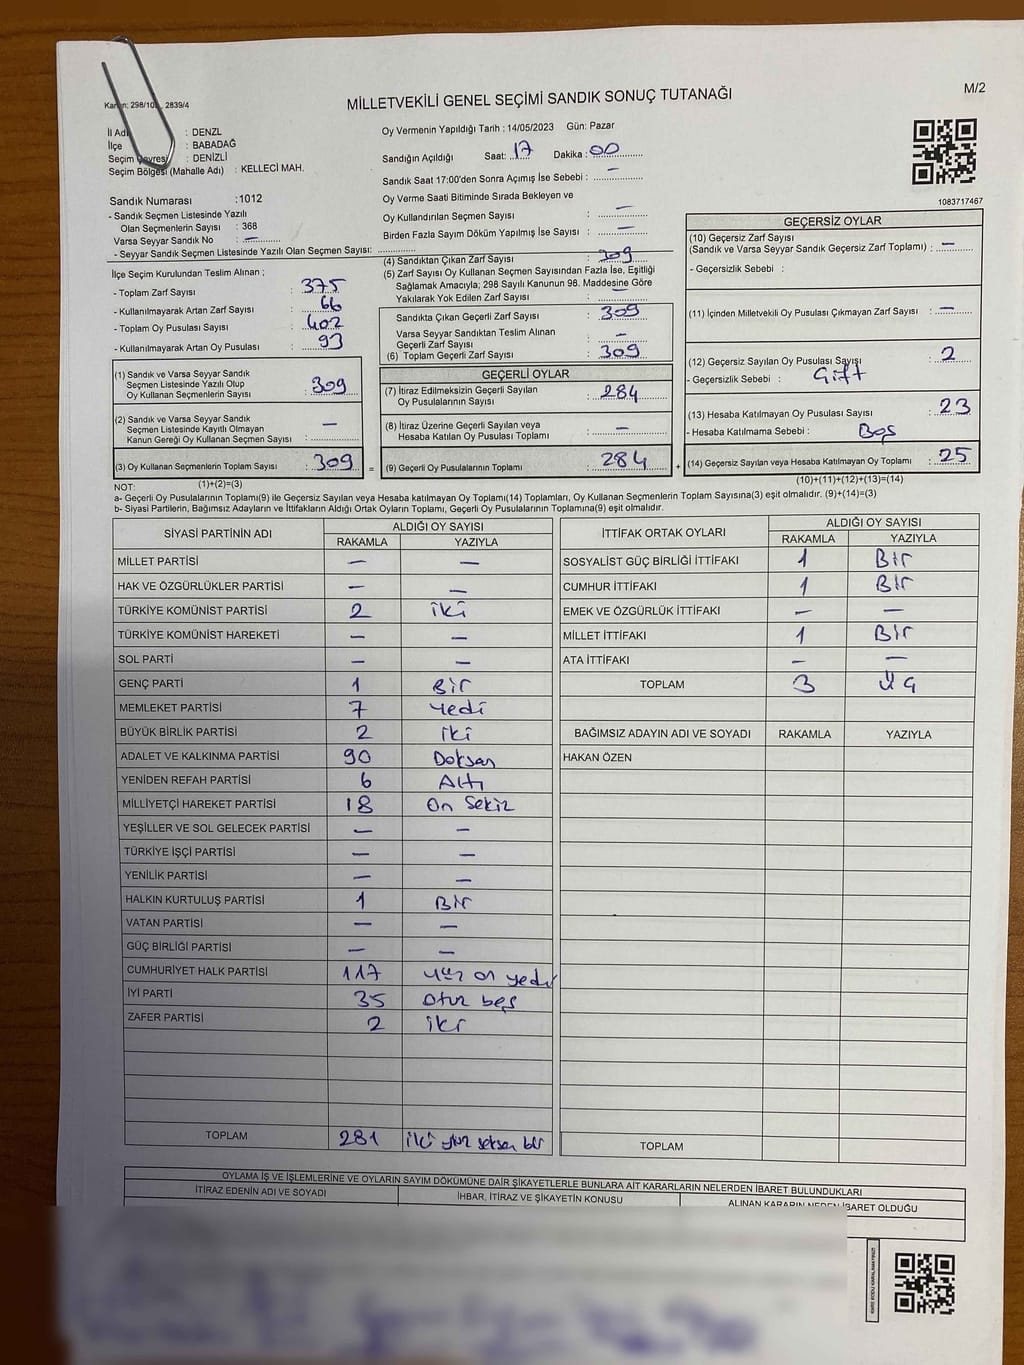 Kanun; 298/10 , 2839/4
MİLLETVEKİLİ GENEL SEÇİMİ SANDIK SONUÇ TUTANAĞI
M/2
İl Adı : DENZL
İlçe : BABADAĞ
Seçim Çevresi : DENİZLİ
Seçim Bölgesi (Mahalle Adı) : KELLECİ MAH.
Sandık Numarası :1012
- Sandık Seçmen Listesinde Yazılı
Olan Seçmenlerin Sayısı : 368
Varsa Seyyar Sandık No : —
- Seyyar Sandık Seçmen Listesinde Yazılı Olan Seçmen Sayısı:
Oy Vermenin Yapıldığı Tarih : 14/05/2023 Gün: Pazar
Sandığın Açıldığı Saat: 17 Dakika : 00
Sandık Saat 17:00'den Sonra Açımış İse Sebebi : —
Oy Verme Saati Bitiminde Sırada Bekleyen ve
Oy Kullandırılan Seçmen Sayısı : —
Birden Fazla Sayım Döküm Yapılmış İse Sayısı : —
1083717467
İlçe Seçim Kurulundan Teslim Alınan ;
- Toplam Zarf Sayısı : 375
- Kullanılmayarak Artan Zarf Sayısı : 66
- Toplam Oy Pusulası Sayısı : 402
- Kullanılmayarak Artan Oy Pusulası : 93
(4) Sandıktan Çıkan Zarf Sayısı : 309
(5) Zarf Sayısı Oy Kullanan Seçmen Sayısından Fazla İse, Eşitliği
Sağlamak Amacıyla; 298 Sayılı Kanunun 98. Maddesine Göre
Yakılarak Yok Edilen Zarf Sayısı : —
Sandıkta Çıkan Geçerli Zarf Sayısı : 309
Varsa Seyyar Sandıktan Teslim Alınan
Geçerli Zarf Sayısı : —
(6) Toplam Geçerli Zarf Sayısı : 309
GEÇERSİZ OYLAR
(10) Geçersiz Zarf Sayısı
(Sandık ve Varsa Seyyar Sandık Geçersiz Zarf Toplamı) : —
- Geçersizlik Sebebi :
(11) İçinden Milletvekili Oy Pusulası Çıkmayan Zarf Sayısı : —
(12) Geçersiz Sayılan Oy Pusulası Sayısı : 2
- Geçersizlik Sebebi : Çift
(13) Hesaba Katılmayan Oy Pusulası Sayısı : 23
- Hesaba Katılmama Sebebi : Boş
(14) Geçersiz Sayılan veya Hesaba Katılmayan Oy Toplamı : 25
(10)+(11)+(12)+(13)=(14)
(1) Sandık ve Varsa Seyyar Sandık
Seçmen Listesinde Yazılı Olup
Oy Kullanan Seçmenlerin Sayısı : 309
(2) Sandık ve Varsa Seyyar Sandık
Seçmen Listesinde Kayıtlı Olmayan
Kanun Gereği Oy Kullanan Seçmen Sayısı : —
(3) Oy Kullanan Seçmenlerin Toplam Sayısı : 309 =
(1)+(2)=(3)
GEÇERLİ OYLAR
(7) İtiraz Edilmeksizin Geçerli Sayılan
Oy Pusulalarının Sayısı : 284
(8) İtiraz Üzerine Geçerli Sayılan veya
Hesaba Katılan Oy Pusulası Toplamı : —
(9) Geçerli Oy Pusulalarının Toplamı : 284 +
NOT:
a- Geçerli Oy Pusulalarının Toplamı(9) ile Geçersiz Sayılan veya Hesaba katılmayan Oy Toplamı(14) Toplamları, Oy Kullanan Seçmenlerin Toplam Sayısına(3) eşit olmalıdır. (9)+(14)=(3)
b- Siyasi Partilerin, Bağımsız Adayların ve İttifakların Aldığı Ortak Oyların Toplamı, Geçerli Oy Pusulalarının Toplamına(9) eşit olmalıdır.
SİYASİ PARTİNİN ADI ALDIĞI OY SAYISI
RAKAMLA YAZIYLA
MİLLET PARTİSİ — —
HAK VE ÖZGÜRLÜKLER PARTİSİ — —
TÜRKİYE KOMÜNİST PARTİSİ 2 iki
TÜRKİYE KOMÜNİST HAREKETİ — —
SOL PARTİ — —
GENÇ PARTİ 1 Bir
MEMLEKET PARTİSİ 7 Yedi
BÜYÜK BİRLİK PARTİSİ 2 iki
ADALET VE KALKINMA PARTİSİ 90 Doksan
YENİDEN REFAH PARTİSİ 6 Altı
MİLLİYETÇİ HAREKET PARTİSİ 18 On Sekiz
YEŞİLLER VE SOL GELECEK PARTİSİ — —
TÜRKİYE İŞÇİ PARTİSİ — —
YENİLİK PARTİSİ — —
HALKIN KURTULUŞ PARTİSİ 1 Bir
VATAN PARTİSİ — —
GÜÇ BİRLİĞİ PARTİSİ — —
CUMHURİYET HALK PARTİSİ 117 yüz on yedi
İYİ PARTİ 35 otuz beş
ZAFER PARTİSİ 2 iki
TOPLAM 281 iki yüz seksen bir
İTTİFAK ORTAK OYLARI ALDIĞI OY SAYISI
RAKAMLA YAZIYLA
SOSYALİST GÜÇ BİRLİĞİ İTTİFAKI 1 Bir
CUMHUR İTTİFAKI 1 Bir
EMEK VE ÖZGÜRLÜK İTTİFAKI — —
MİLLET İTTİFAKI 1 Bir
ATA İTTİFAKI — —
TOPLAM 3 Üç
BAĞIMSIZ ADAYIN ADI VE SOYADI RAKAMLA YAZIYLA
HAKAN ÖZEN
TOPLAM
OYLAMA İŞ VE İŞLEMLERİNE VE OYLARIN SAYIM DÖKÜMÜNE DAİR ŞİKAYETLERLE BUNLARA AİT KARARLARIN NELERDEN İBARET BULUNDUKLARI
İTİRAZ EDENİN ADI VE SOYADI İHBAR, İTİRAZ VE ŞİKAYETİN KONUSU ALINAN KARARIN NEDEN İBARET OLDUĞU